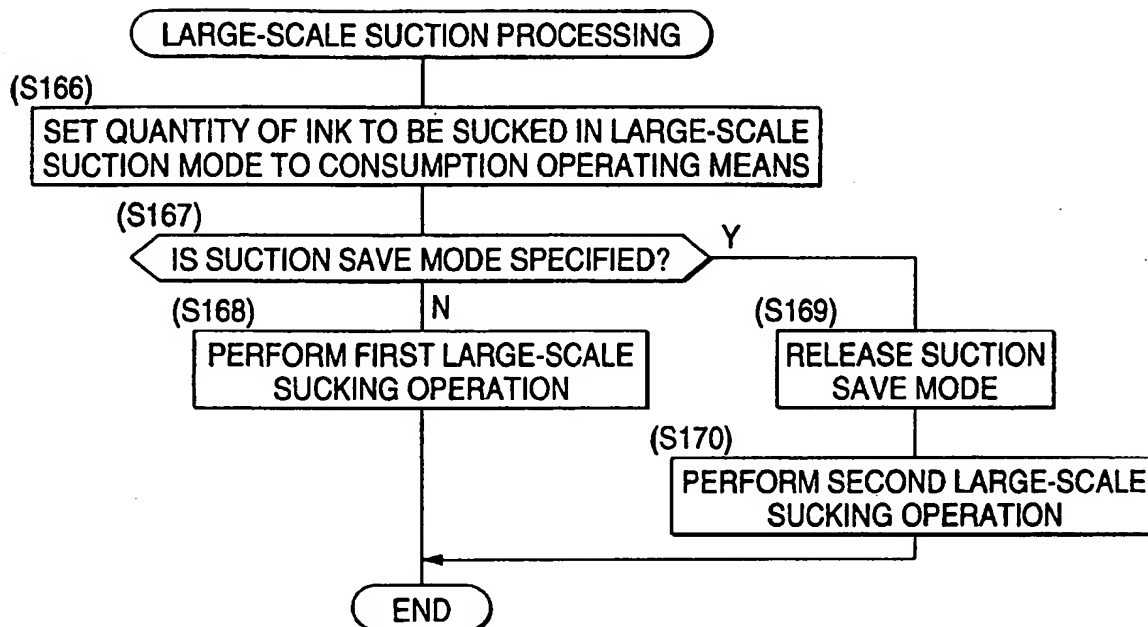 LARGE-SCALE SUCTION PROCESSING
(S166)
SET QUANTITY OF INK TO BE SUCKED IN LARGE-SCALE
SUCTION MODE TO CONSUMPTION OPERATING MEANS
(S167)
IS SUCTION SAVE MODE SPECIFIED?
Y
N
(S168)
PERFORM FIRST LARGE-SCALE
SUCKING OPERATION
(S169)
RELEASE SUCTION
SAVE MODE
(S170)
PERFORM SECOND LARGE-SCALE
SUCKING OPERATION
END